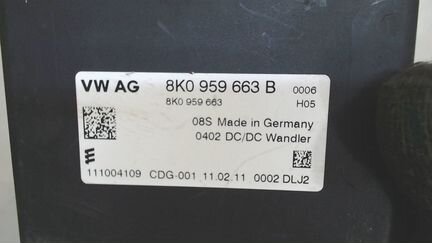 VW AG 8K0 959 663 B 0006
8K0 959 663 H05
08S Made in Germany
0402 DC/DC Wandler
111004109 CDG-001 11.02.11 0002 DLJ2